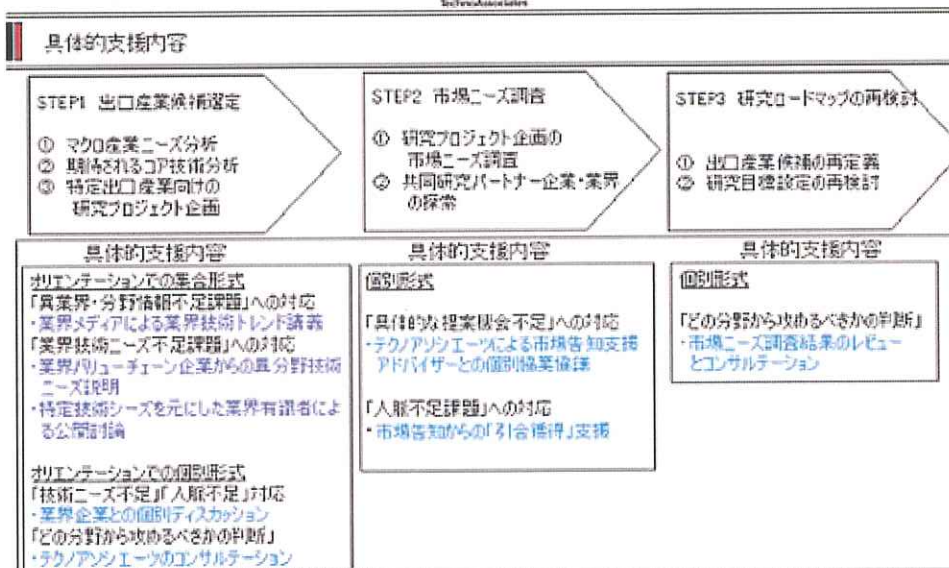 TechnoAssociates
具体的支援内容
STEP1 出口産業候補選定
① マクロ産業ニーズ分析
② 期待されるコア技術分析
③ 特定出口産業向けの
研究プロジェクト企画
STEP2 市場ニーズ調査
① 研究プロジェクト企画の
市場ニーズ調査
② 共同研究パートナー企業・業界
の探索
STEP3 研究ロードマップの再検討
① 出口産業候補の再定義
② 研究目標設定の再検討
具体的支援内容
オリエンテーションでの集合形式
「異業界・分野情報不足課題」への対応
・業界メディアによる業界技術トレンド講義
「業界技術ニーズ不足課題」への対応
・業界バリューチェーン企業からの異分野技術
ニーズ説明
・特定技術シーズを元にした業界有識者によ
る公開討論
オリエンテーションでの個別形式
「技術ニーズ不足」「人脈不足」対応
・業界企業との個別ディスカッション
「どの分野から攻めるべきかの判断」
・テクノアソシエーツのコンサルテーション
具体的支援内容
個別形式
「具体的な提案機会不足」への対応
・テクノアソシエーツによる市場告知支援
アドバイザーとの個別協業協議
「人脈不足課題」への対応
・市場告知からの「引合獲得」支援
具体的支援内容
個別形式
「どの分野から攻めるべきかの判断」
・市場ニーズ調査結果のレビュー
とコンサルテーション